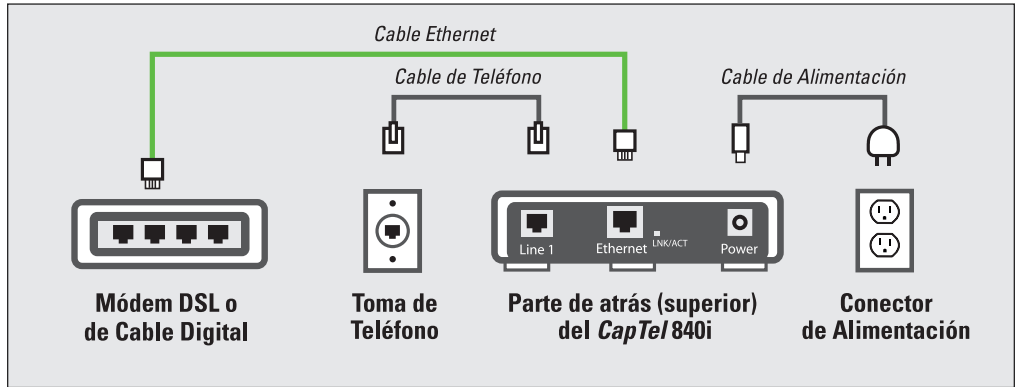 Cable Ethernet
Cable de Teléfono
Cable de Alimentación
Line 1
Ethernet
LNK/ACT
Power
Módem DSL o
de Cable Digital
Toma de
Teléfono
Parte de atrás (superior)
del CapTel 840i
Conector
de Alimentación